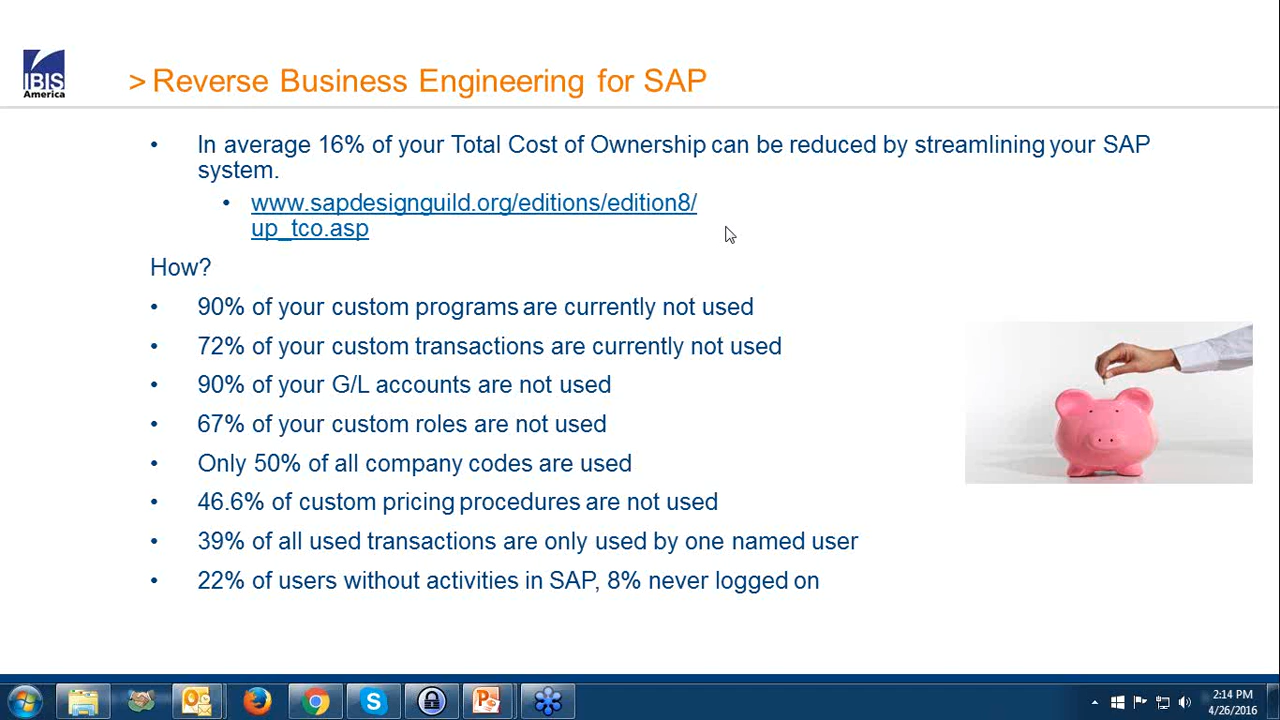 IBIS
America
> Reverse Business Engineering for SAP
• In average 16% of your Total Cost of Ownership can be reduced by streamlining your SAP
system.
• www.sapdesignguild.org/editions/edition8/
up_tco.asp
How?
• 90% of your custom programs are currently not used
• 72% of your custom transactions are currently not used
• 90% of your G/L accounts are not used
• 67% of your custom roles are not used
• Only 50% of all company codes are used
• 46.6% of custom pricing procedures are not used
• 39% of all used transactions are only used by one named user
• 22% of users without activities in SAP, 8% never logged on
2:14 PM
4/26/2016